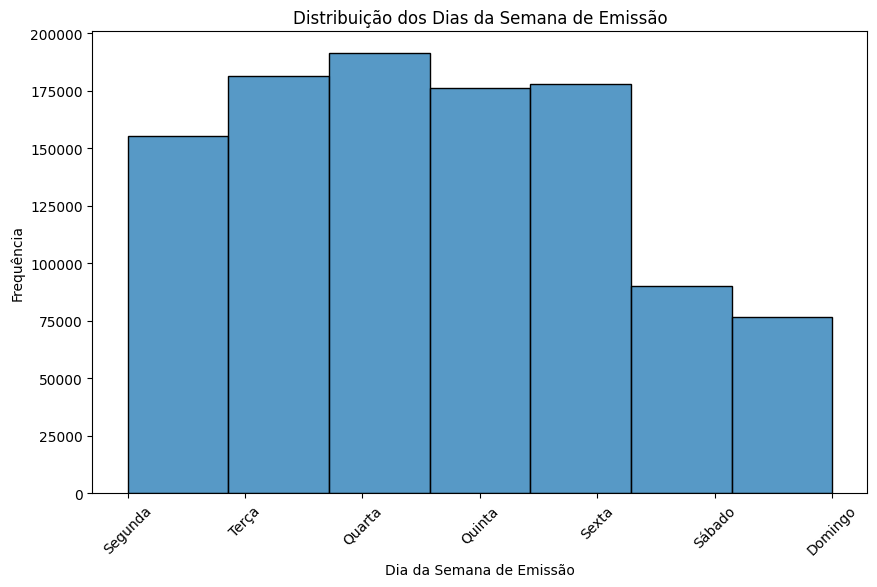 Distribuição dos Dias da Semana de Emissão
200000
175000
150000
125000
100000
75000
50000
25000
0
Frequência
Segunda
Terça
Quarta
Quinta
Sexta
Sábado
Domingo
Dia da Semana de Emissão